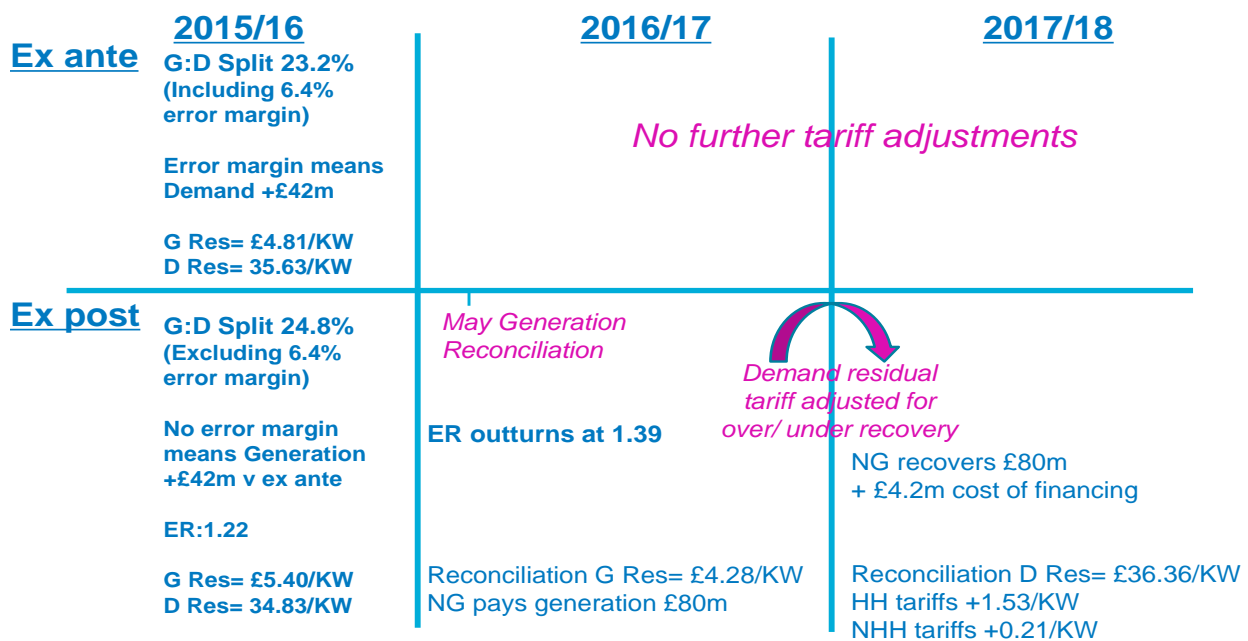 2015/16
2016/17
2017/18
Ex ante
G:D Split 23.2%
(Including 6.4%
error margin)
Error margin means
Demand +£42m
G Res= £4.81/KW
D Res= 35.63/KW
No further tariff adjustments
Ex post
G:D Split 24.8%
(Excluding 6.4%
error margin)
No error margin
means Generation
+£42m v ex ante
ER:1.22
G Res= £5.40/KW
D Res= 34.83/KW
May Generation
Reconciliation
ER outturns at 1.39
Reconciliation G Res= £4.28/KW
NG pays generation £80m
Demand residual
tariff adjusted for
over/ under recovery
NG recovers £80m
+ £4.2m cost of financing
Reconciliation D Res= £36.36/KW
HH tariffs +1.53/KW
NHH tariffs +0.21/KW